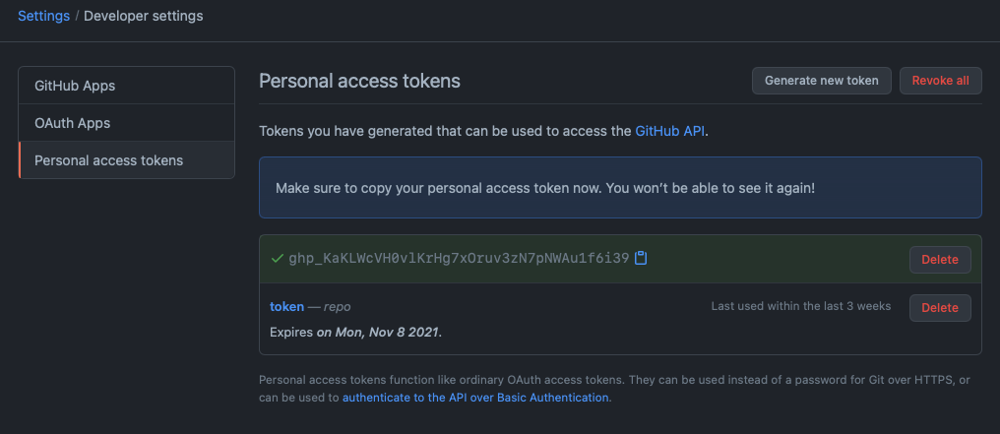 Settings / Developer settings
GitHub Apps
OAuth Apps
Personal access tokens
Personal access tokens
Generate new token
Revoke all
Tokens you have generated that can be used to access the GitHub API.
Make sure to copy your personal access token now. You won’t be able to see it again!
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
Delete
token — repo
Last used within the last 3 weeks
Delete
Expires on Mon, Nov 8 2021.
Personal access tokens function like ordinary OAuth access tokens. They can be used instead of a password for Git over HTTPS, or
can be used to authenticate to the API over Basic Authentication.